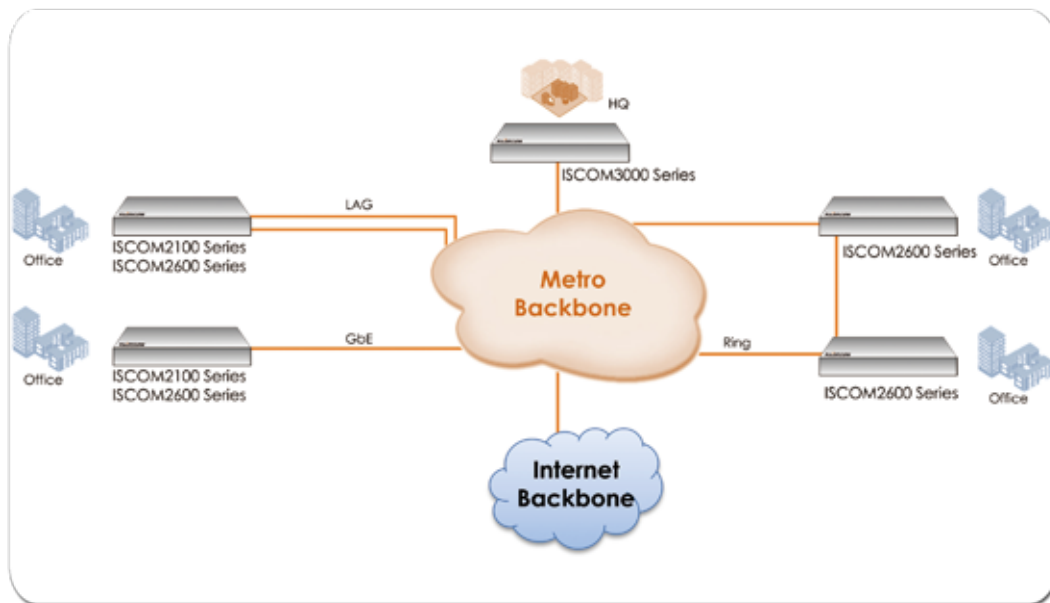 HQ
ISCOM3000 Series
LAG
Office
ISCOM2100 Series
ISCOM2600 Series
ISCOM2600 Series
Office
Metro
Backbone
GbE
Office
ISCOM2100 Series
ISCOM2600 Series
Ring
ISCOM2600 Series
Office
Internet
Backbone